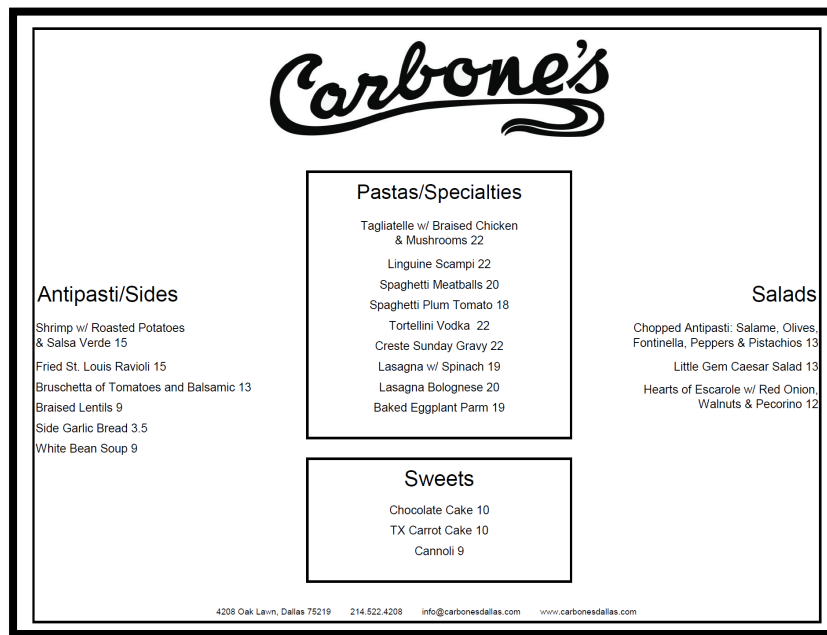 Carbone's
Antipasti/Sides
Shrimp w/ Roasted Potatoes
& Salsa Verde 15
Fried St. Louis Ravioli 15
Bruschetta of Tomatoes and Balsamic 13
Braised Lentils 9
Side Garlic Bread 3.5
White Bean Soup 9
Pastas/Specialties
Tagliatelle w/ Braised Chicken
& Mushrooms 22
Linguine Scampi 22
Spaghetti Meatballs 20
Spaghetti Plum Tomato 18
Tortellini Vodka  22
Creste Sunday Gravy 22
Lasagna w/ Spinach 19
Lasagna Bolognese 20
Baked Eggplant Parm 19
Sweets
Chocolate Cake 10
TX Carrot Cake 10
Cannoli 9
Salads
Chopped Antipasti: Salame, Olives,
Fontinella, Peppers & Pistachios 13
Little Gem Caesar Salad 13
Hearts of Escarole w/ Red Onion,
Walnuts & Pecorino 12
4208 Oak Lawn, Dallas 75219 214.522.4208 info@carbonesdallas.com www.carbonesdallas.com